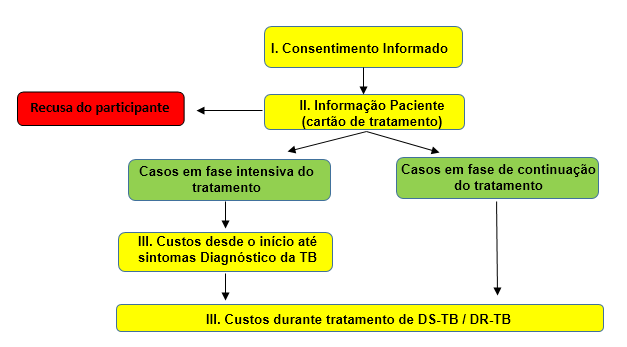 I. Consentimento Informado
Recusa do participante
II. Informação Paciente
(cartão de tratamento)
Casos em fase intensiva do
tratamento
Casos em fase de continuação
do tratamento
III. Custos desde o início até
sintomas Diagnóstico da TB
III. Custos durante tratamento de DS-TB / DR-TB